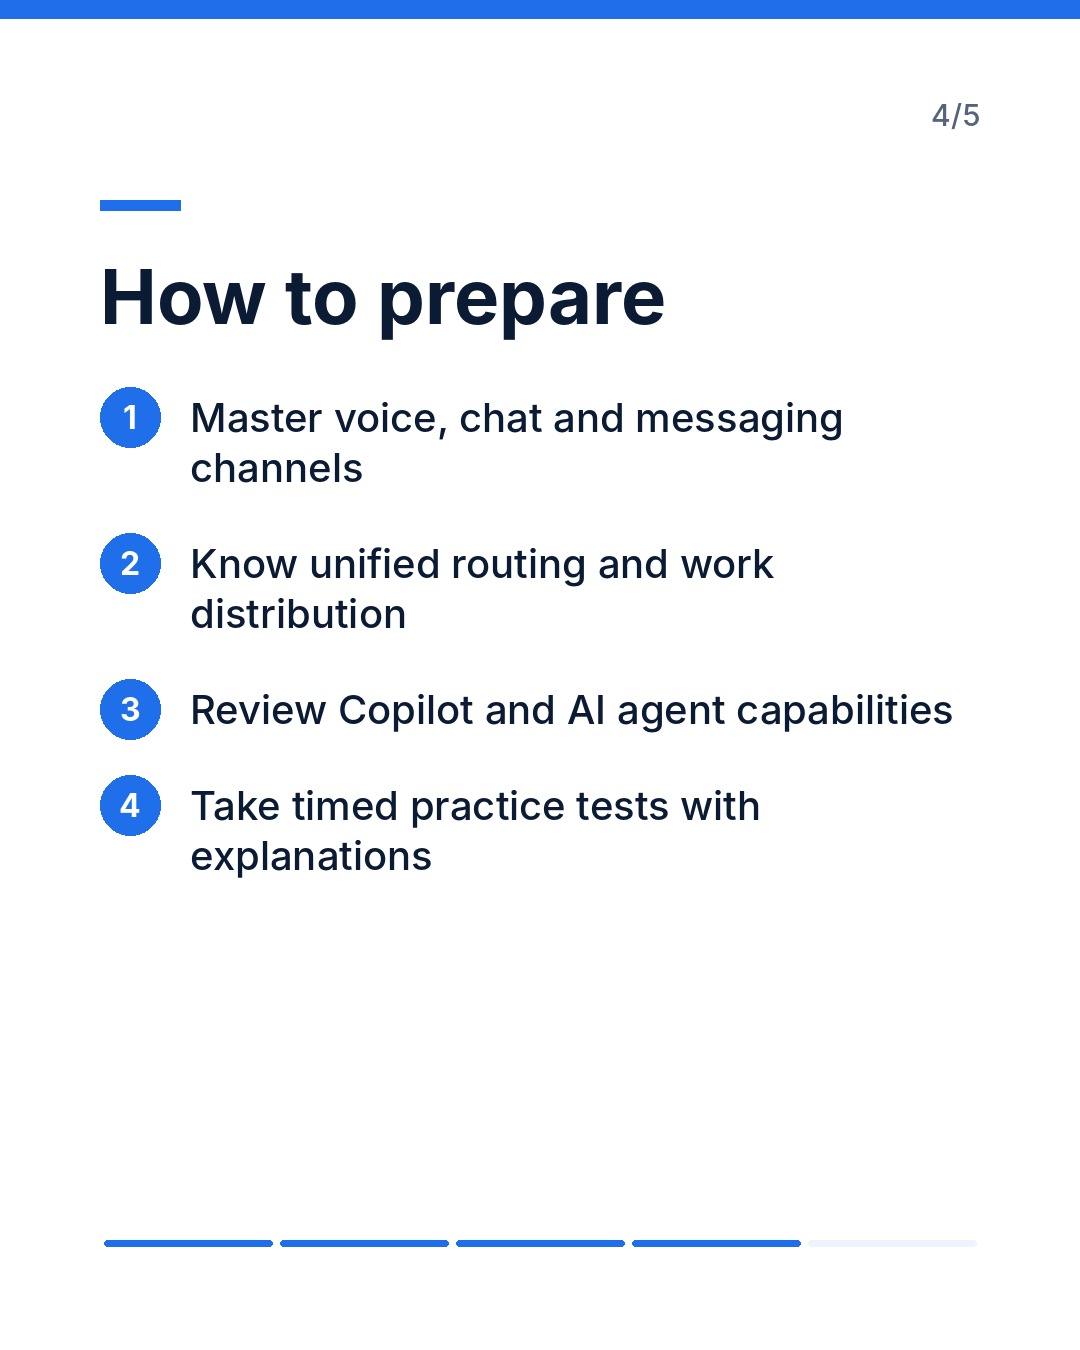 4/5
How to prepare
1 Master voice, chat and messaging
channels
2 Know unified routing and work
distribution
3 Review Copilot and AI agent capabilities
4 Take timed practice tests with
explanations